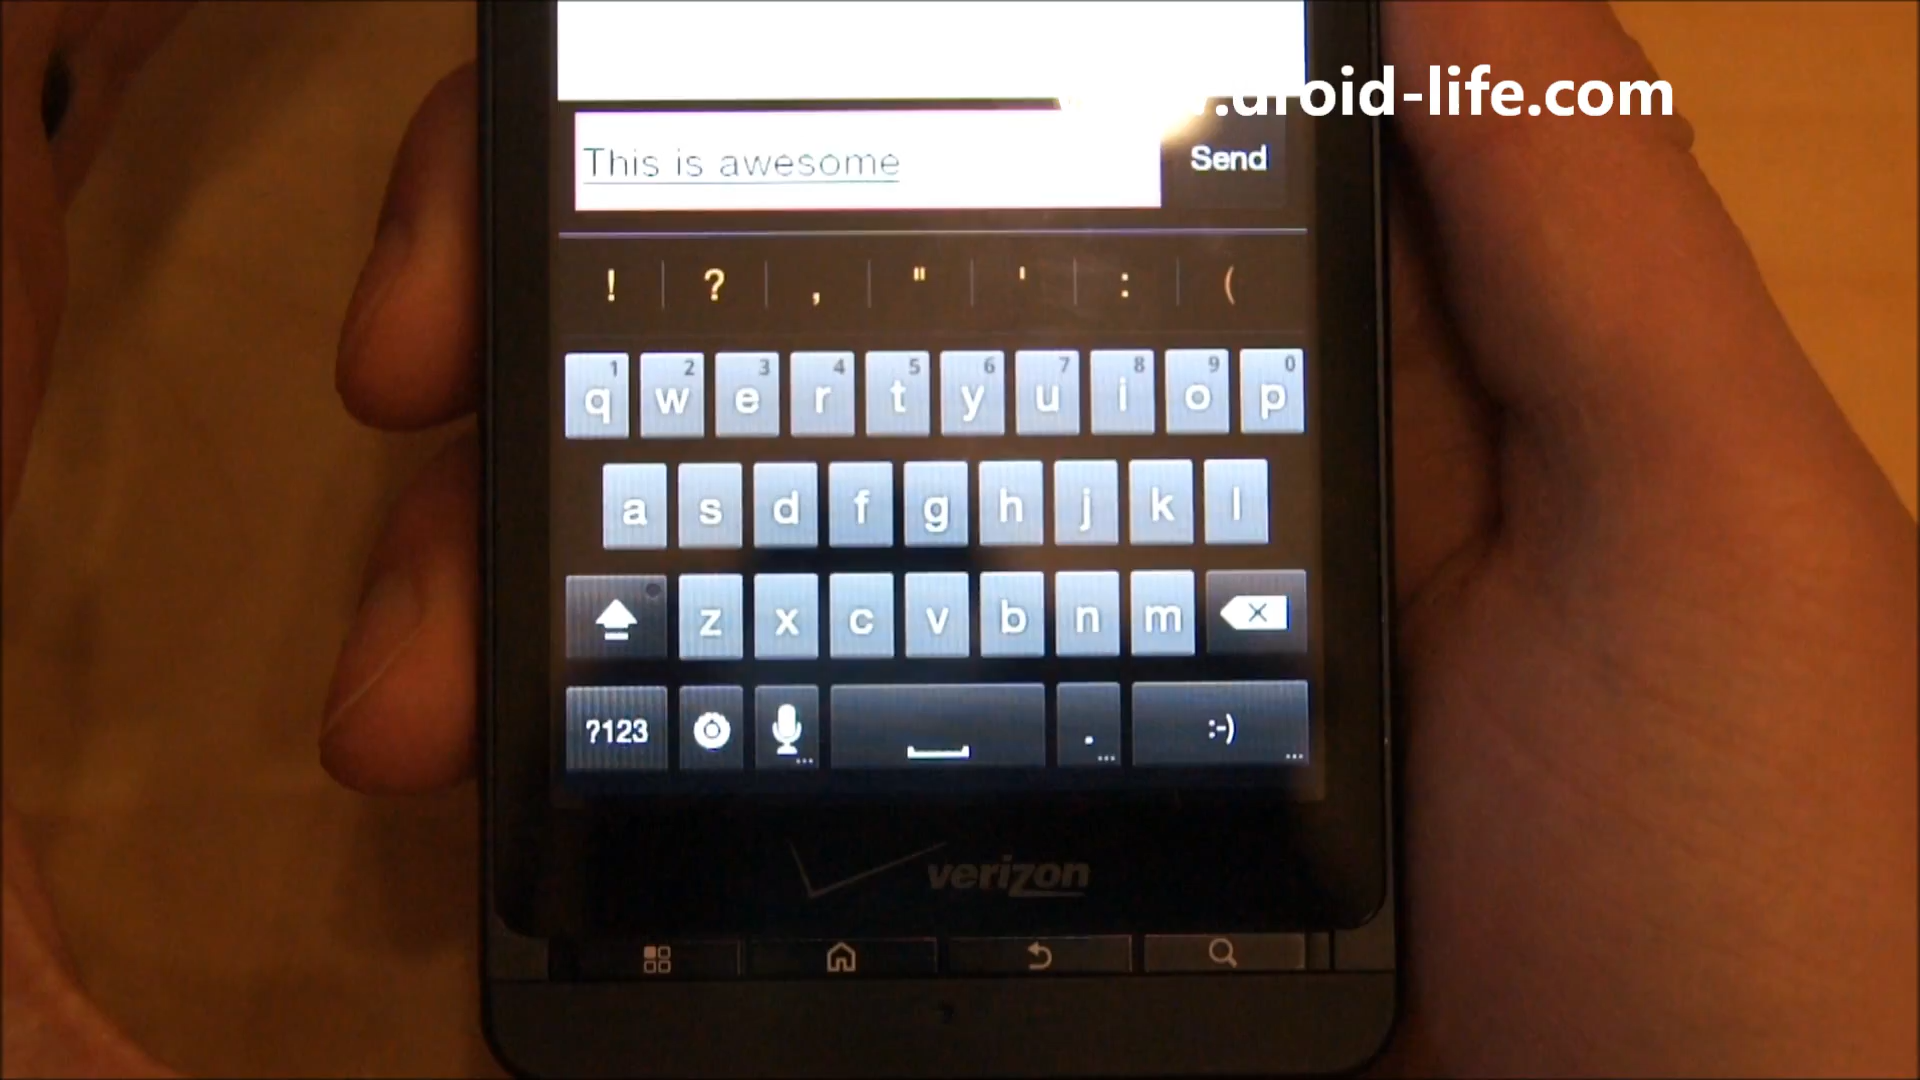 .droid-life.com
This is awesome
Send
! ? , " ' : (
1 2 3 4 5 6 7 8 9 0
q w e r t y u i o p
a s d f g h j k l
z x c v b n m
?123 . ... :-) ...
verizon